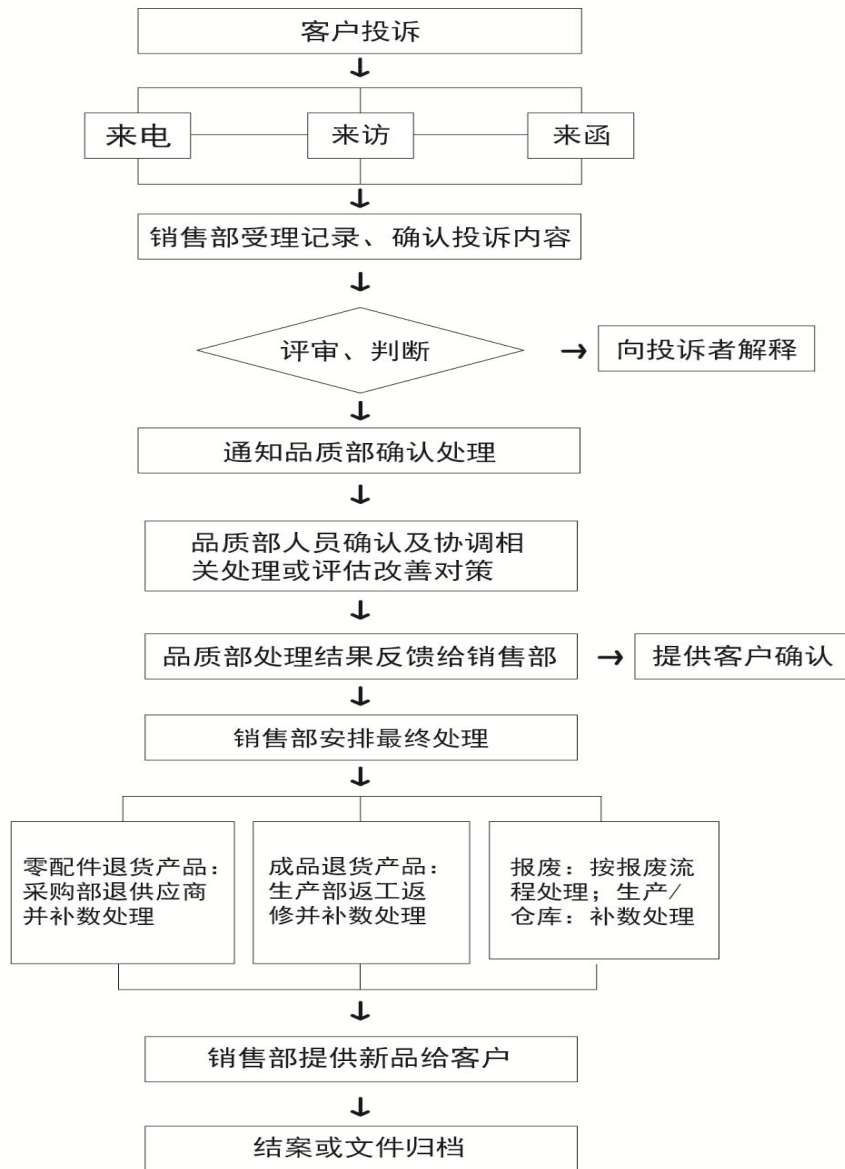 客户投诉
来电
来访
来函
销售部受理记录、确认投诉内容
评审、判断
向投诉者解释
通知品质部确认处理
品质部人员确认及协调相
关处理或评估改善对策
品质部处理结果反馈给销售部
提供客户确认
销售部安排最终处理
零配件退货产品：
采购部退供应商
并补数处理
成品退货产品：
生产部返工返
修并补数处理
报废：按报废流
程处理；生产/
仓库：补数处理
销售部提供新品给客户
结案或文件归档